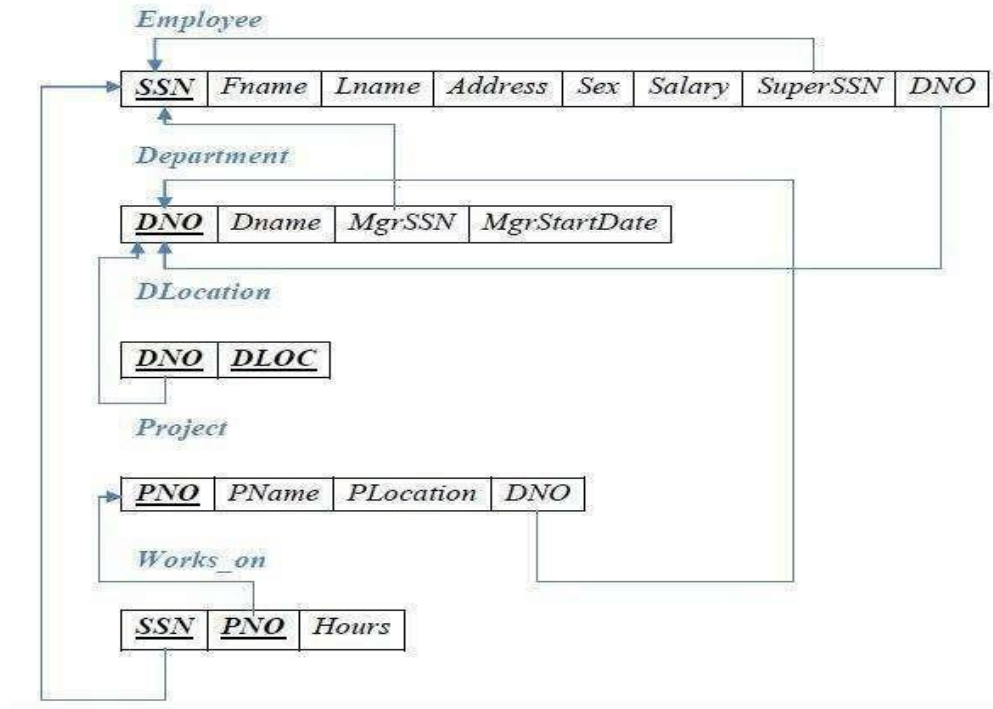 Employee
SSN Fname Lname Address Sex Salary SuperSSN DNO
Department
DNO Dname MgrSSN MgrStartDate
DLocation
DNO DLOC
Project
PNO PName PLocation DNO
Works_on
SSN PNO Hours